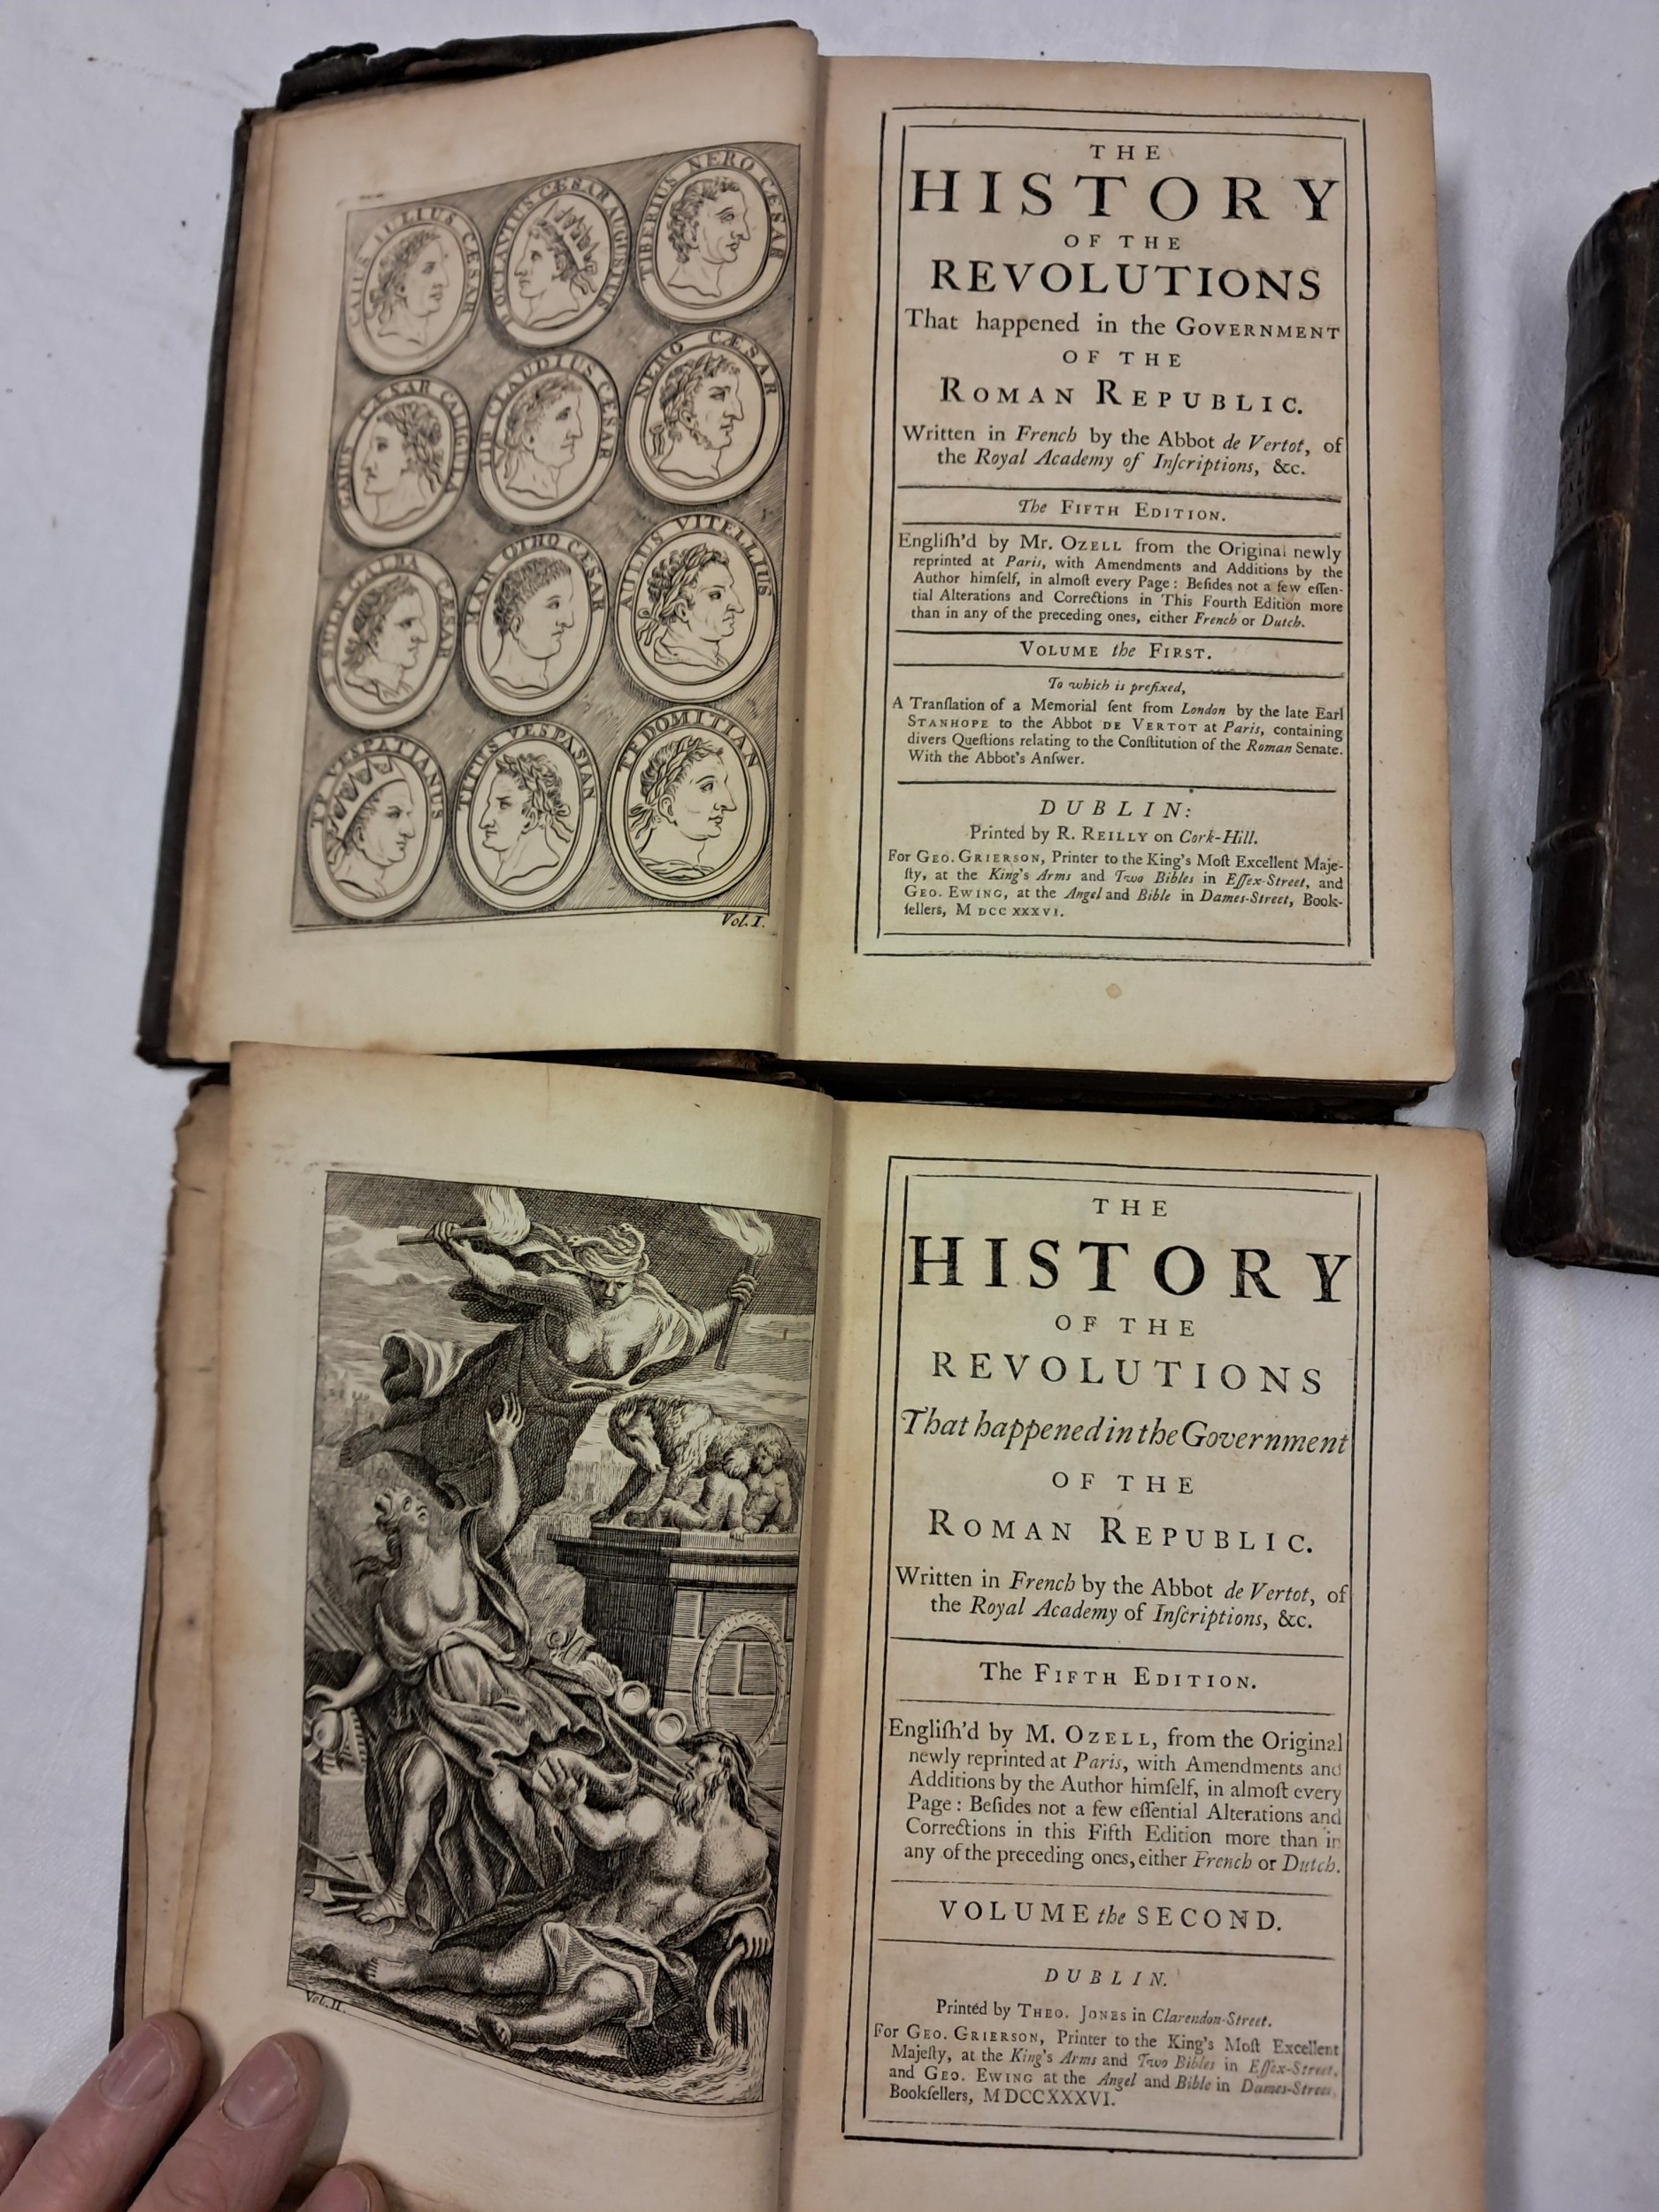 CAIUS IULIUS CÆSAR
OCTAVIUS CÆSAR AUGUSTUS
TIBERIUS NERO CÆSAR
CAIUS CÆSAR CALIGULA
TIB CLAUDIUS CÆSAR
NERO CÆSAR
GALBA CÆSAR
MAR OTHO CÆSAR
AULUS VITELLIUS
VESPATIANUS
TITUS VESPASIAN
DOMITIAN
Vol. I.
THE
HISTORY
OF THE
REVOLUTIONS
That happened in the GOVERNMENT
OF THE
ROMAN REPUBLIC.
Written in French by the Abbot de Vertot, of
the Royal Academy of Inſcriptions, &c.
The FIFTH EDITION.
Engliſh'd by Mr. OZELL from the Original newly
reprinted at Paris, with Amendments and Additions by the
Author himſelf, in almoſt every Page: Beſides not a few eſſen-
tial Alterations and Corrections in This Fourth Edition more
than in any of the preceding ones, either French or Dutch.
VOLUME the FIRST.
To which is prefixed,
A Tranſlation of a Memorial ſent from London by the late Earl
STANHOPE to the Abbot DE VERTOT at Paris, containing
divers Queſtions relating to the Conſtitution of the Roman Senate.
With the Abbot's Anſwer.
DUBLIN:
Printed by R. REILLY on Cork-Hill.
For GEO. GRIERSON, Printer to the King's Moſt Excellent Maje-
ſty, at the King's Arms and Two Bibles in Eſſex-Street, and
GEO. EWING, at the Angel and Bible in Dames-Street, Book-
ſellers, M DCC XXXVI.
Vol. II.
THE
HISTORY
OF THE
REVOLUTIONS
That happened in the Government
OF THE
ROMAN REPUBLIC.
Written in French by the Abbot de Vertot, of
the Royal Academy of Inſcriptions, &c.
The FIFTH EDITION.
Engliſh'd by M. OZELL, from the Original
newly reprinted at Paris, with Amendments and
Additions by the Author himſelf, in almoſt every
Page: Beſides not a few eſſential Alterations and
Corrections in this Fifth Edition more than in
any of the preceding ones, either French or Dutch.
VOLUME the SECOND.
DUBLIN.
Printed by THEO. JONES in Clarendon-Street.
For GEO. GRIERSON, Printer to the King's Moſt Excellent
Majeſty, at the King's Arms and Two Bibles in Eſſex-Street,
and GEO. EWING at the Angel and Bible in Dames-Street,
Bookſellers, M DCCXXXVI.